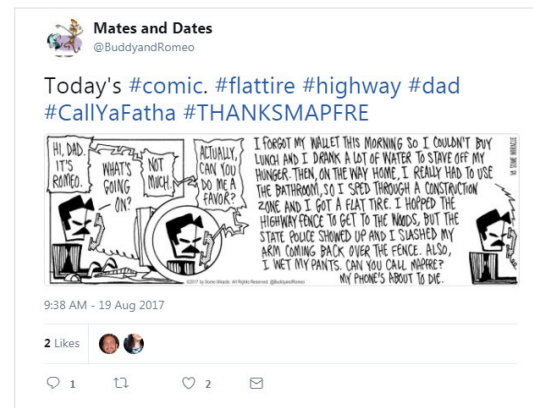 Mates and Dates
@BuddyandRomeo
Today's #comic. #flattire #highway #dad
#CallYaFatha #THANKSMAPFRE
HI, DAD.
IT'S
ROMEO.
WHAT'S
GOING
ON?
NOT
MUCH.
ACTUALLY,
CAN YOU
DO ME A
FAVOR?
I FORGOT MY WALLET THIS MORNING SO I COULDN'T BUY
LUNCH AND I DRANK A LOT OF WATER TO STAVE OFF MY
HUNGER. THEN, ON THE WAY HOME, I REALLY HAD TO USE
THE BATHROOM, SO I SPED THROUGH A CONSTRUCTION
ZONE AND I GOT A FLAT TIRE. I HOPPED THE
HIGHWAY FENCE TO GET TO THE WOODS, BUT THE
STATE POLICE SHOWED UP AND I SLASHED MY
ARM COMING BACK OVER THE FENCE. ALSO,
I WET MY PANTS. CAN YOU CALL MAPFRE?
MY PHONE'S ABOUT TO DIE.
All Rights Reserved. @BuddyandRomeo
9:38 AM - 19 Aug 2017
2 Likes
1
2